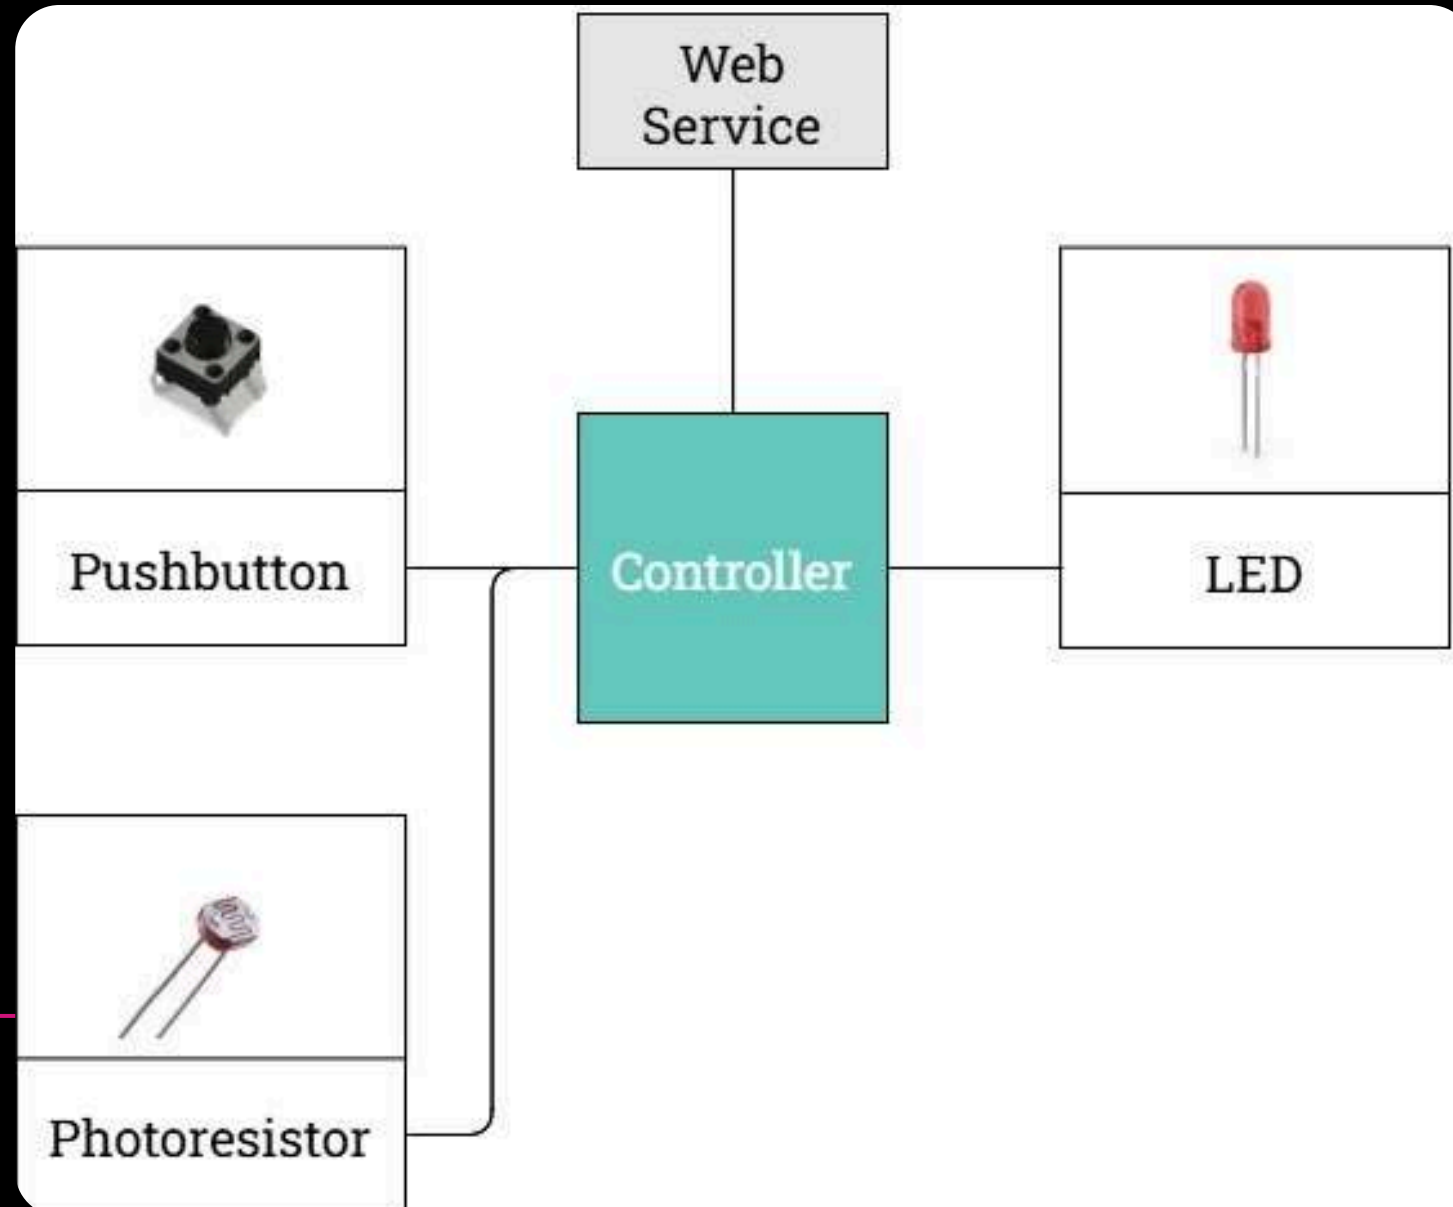 Web
Service
Pushbutton
Controller
LED
Photoresistor